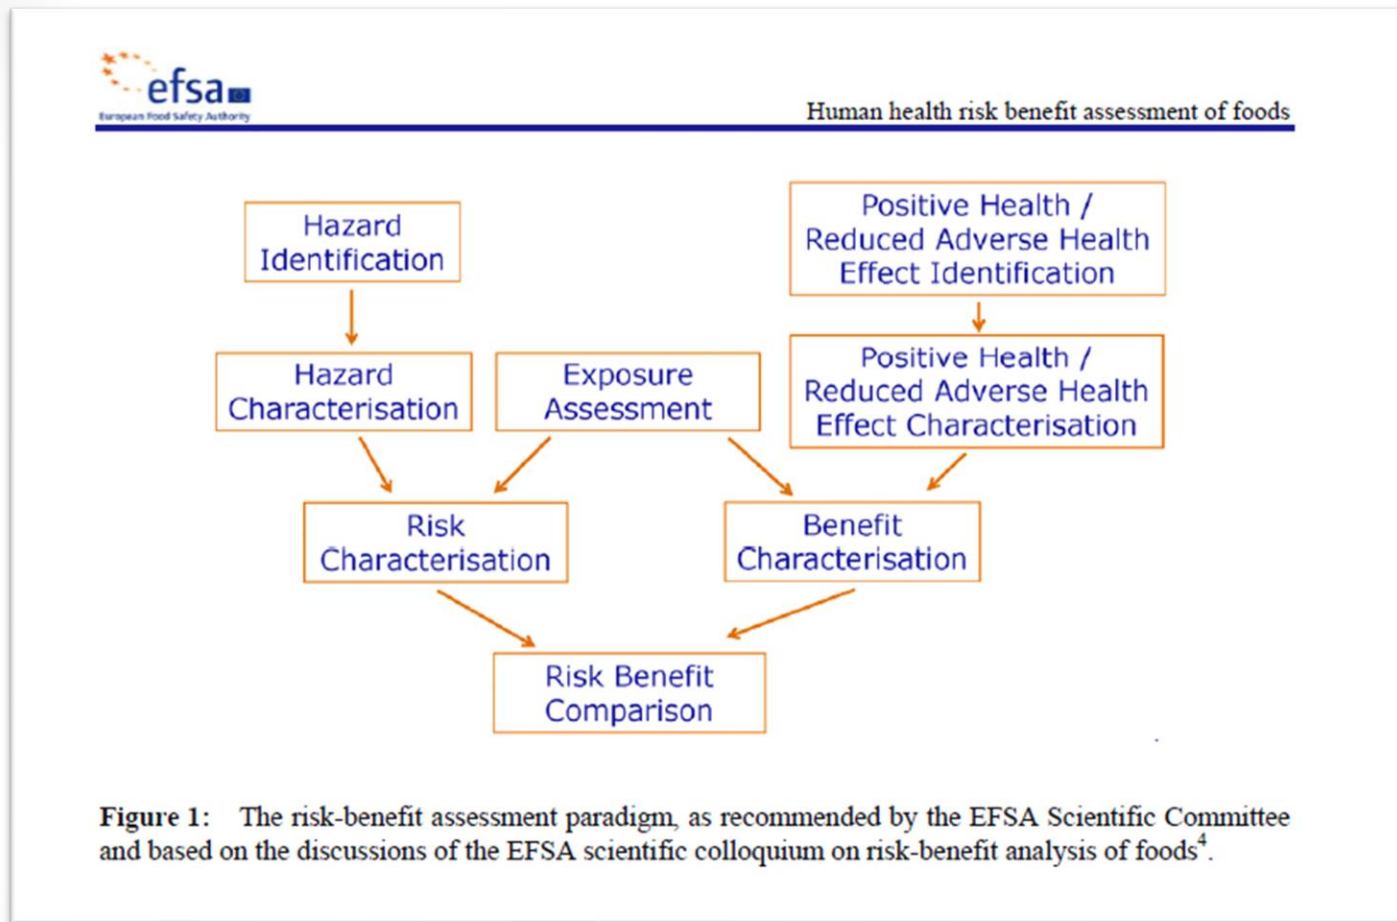 efsa
European Food Safety Authority
Human health risk benefit assessment of foods
Hazard
Identification
Positive Health /
Reduced Adverse Health
Effect Identification
Hazard
Characterisation
Exposure
Assessment
Positive Health /
Reduced Adverse Health
Effect Characterisation
Risk
Characterisation
Benefit
Characterisation
Risk Benefit
Comparison
Figure 1: The risk-benefit assessment paradigm, as recommended by the EFSA Scientific Committee
and based on the discussions of the EFSA scientific colloquium on risk-benefit analysis of foods⁴.